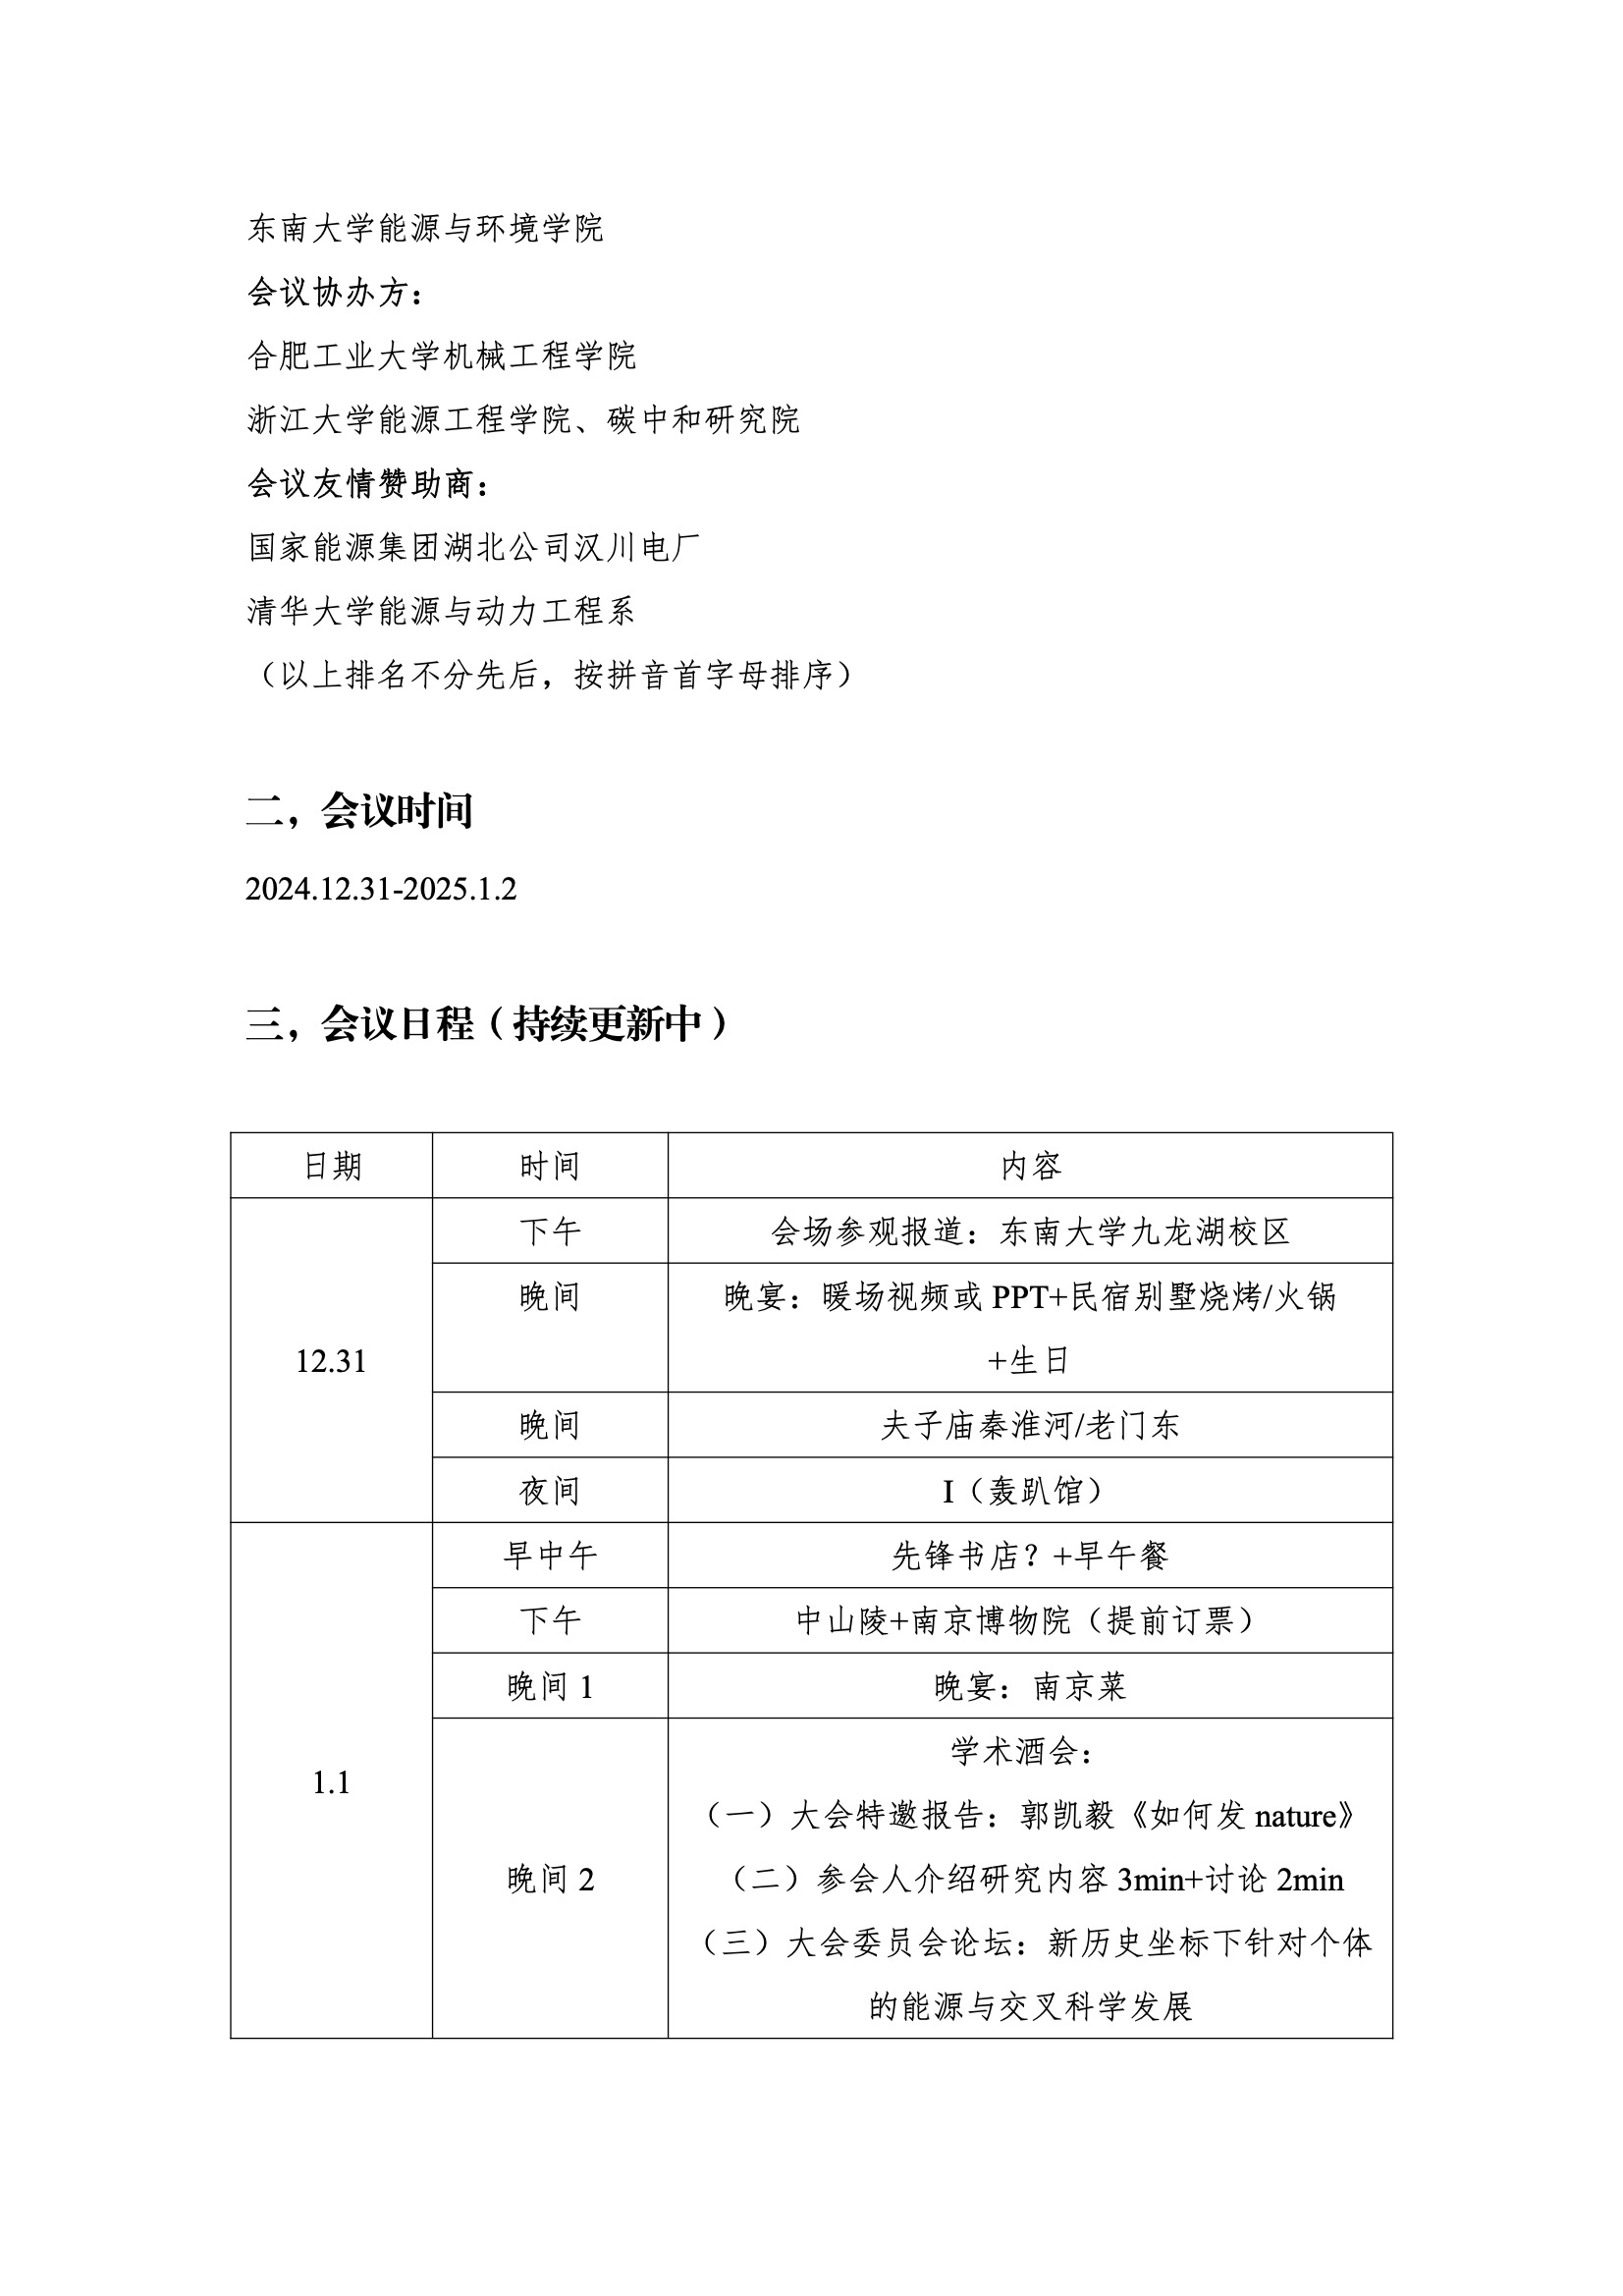 东南大学能源与环境学院
会议协办方：
合肥工业大学机械工程学院
浙江大学能源工程学院、碳中和研究院
会议友情赞助商：
国家能源集团湖北公司汉川电厂
清华大学能源与动力工程系
（以上排名不分先后，按拼音首字母排序）
二，会议时间
2024.12.31-2025.1.2
三，会议日程（持续更新中）
日期 时间 内容
12.31
下午 会场参观报道：东南大学九龙湖校区
晚间 晚宴：暖场视频或 PPT+民宿别墅烧烤/火锅
+生日
晚间 夫子庙秦淮河/老门东
夜间 I（轰趴馆）
1.1
早中午 先锋书店？+早午餐
下午 中山陵+南京博物院（提前订票）
晚间 1 晚宴：南京菜
晚间 2
学术酒会：
（一）大会特邀报告：郭凯毅《如何发 nature》
（二）参会人介绍研究内容 3min+讨论 2min
（三）大会委员会论坛：新历史坐标下针对个体
的能源与交叉科学发展